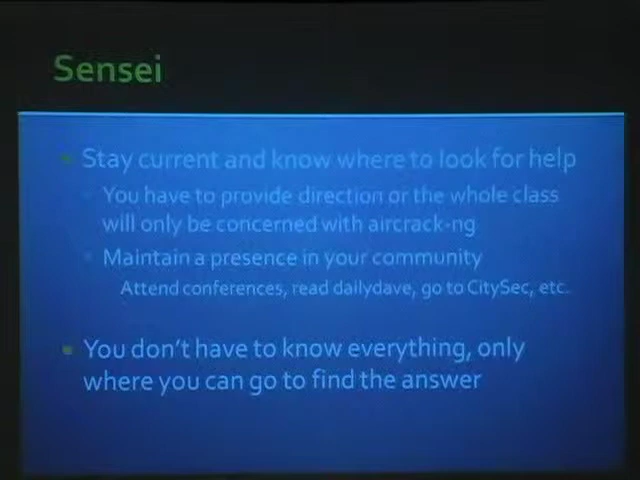 Sensei
Stay current and know where to look for help
You have to provide direction or the whole class
will only be concerned with aircrack-ng
Maintain a presence in your community
Attend conferences, read dailydave, go to CitySec, etc.
You don't have to know everything, only
where you can go to find the answer